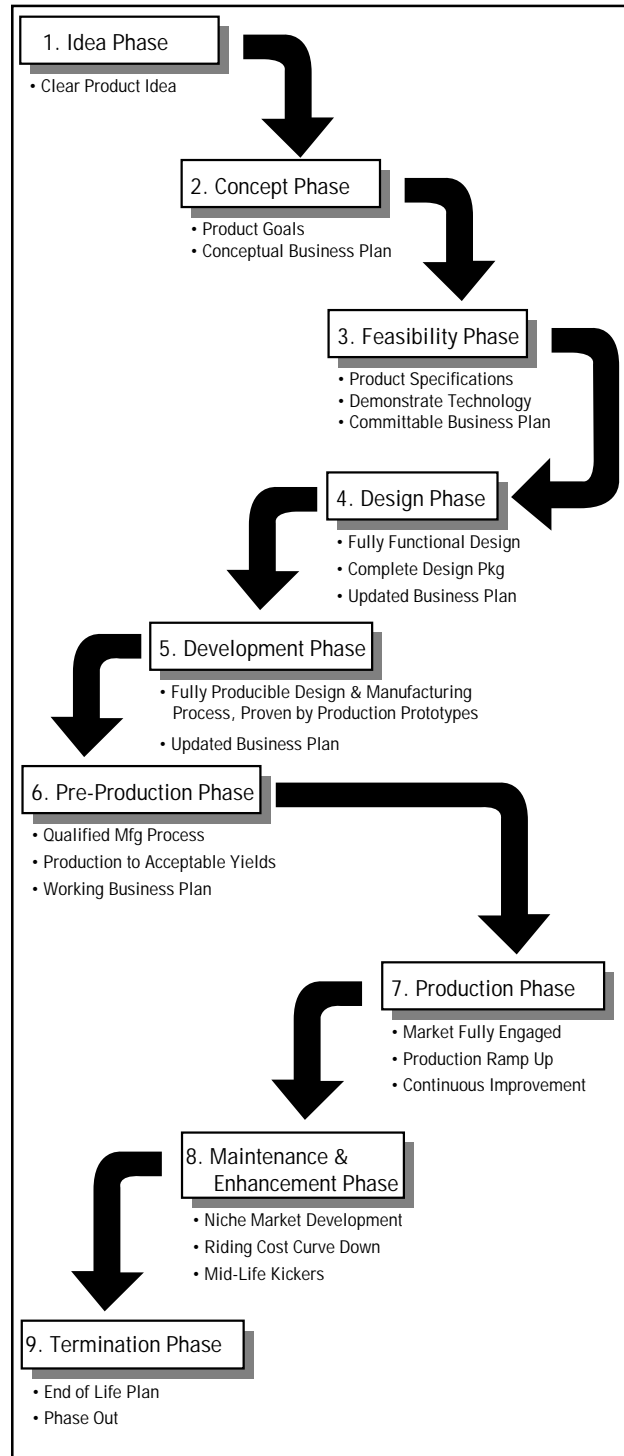 1. Idea Phase
• Clear Product Idea
2. Concept Phase
• Product Goals
• Conceptual Business Plan
3. Feasibility Phase
• Product Specifications
• Demonstrate Technology
• Committable Business Plan
4. Design Phase
• Fully Functional Design
• Complete Design Pkg
• Updated Business Plan
5. Development Phase
• Fully Producible Design & Manufacturing
Process, Proven by Production Prototypes
• Updated Business Plan
6. Pre-Production Phase
• Qualified Mfg Process
• Production to Acceptable Yields
• Working Business Plan
7. Production Phase
• Market Fully Engaged
• Production Ramp Up
• Continuous Improvement
8. Maintenance &
Enhancement Phase
• Niche Market Development
• Riding Cost Curve Down
• Mid-Life Kickers
9. Termination Phase
• End of Life Plan
• Phase Out